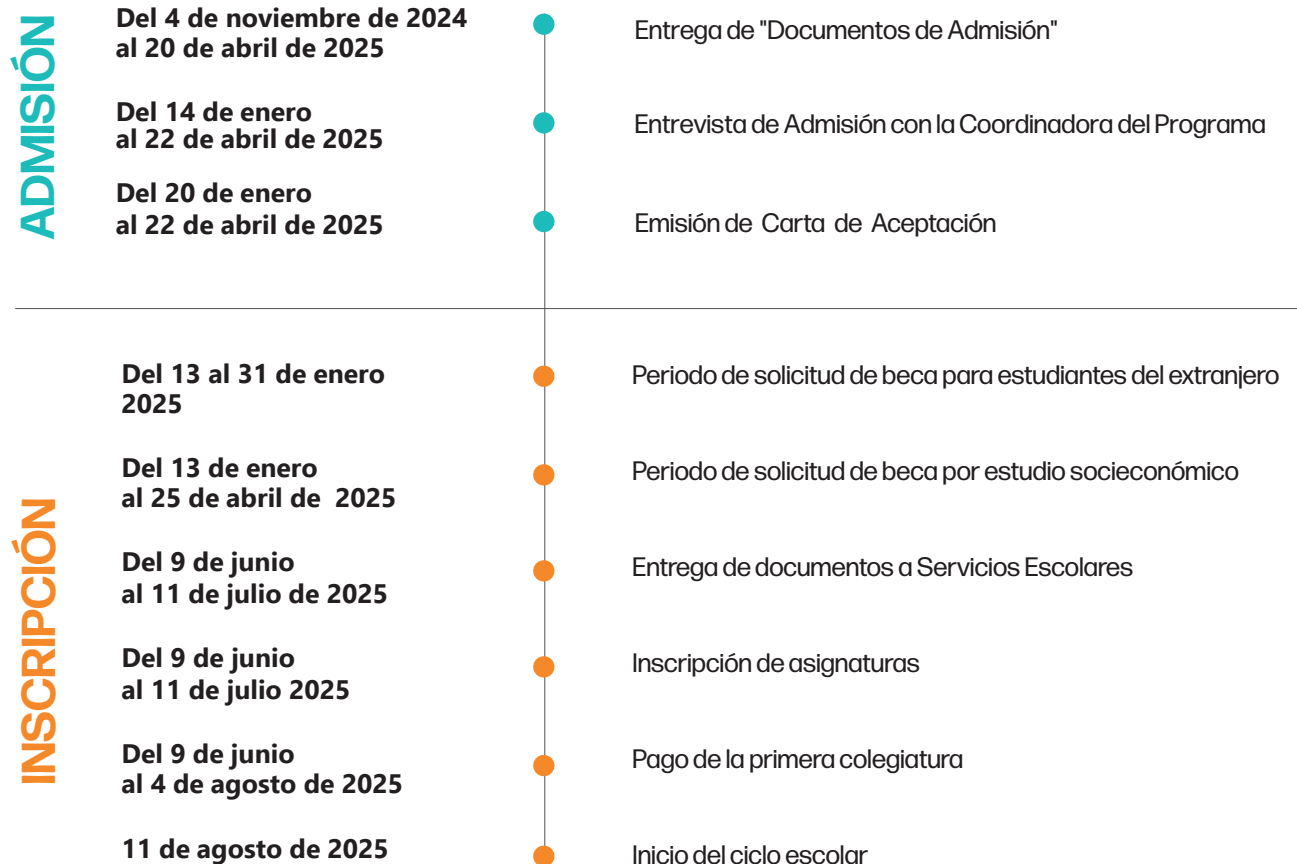 ADMISIÓN
Del 4 de noviembre de 2024
al 20 de abril de 2025
Entrega de "Documentos de Admisión"
Del 14 de enero
al 22 de abril de 2025
Entrevista de Admisión con la Coordinadora del Programa
Del 20 de enero
al 22 de abril de 2025
Emisión de Carta de Aceptación
INSCRIPCIÓN
Del 13 al 31 de enero
2025
Periodo de solicitud de beca para estudiantes del extranjero
Del 13 de enero
al 25 de abril de 2025
Periodo de solicitud de beca por estudio socieconómico
Del 9 de junio
al 11 de julio de 2025
Entrega de documentos a Servicios Escolares
Del 9 de junio
al 11 de julio 2025
Inscripción de asignaturas
Del 9 de junio
al 4 de agosto de 2025
Pago de la primera colegiatura
11 de agosto de 2025
Inicio del ciclo escolar